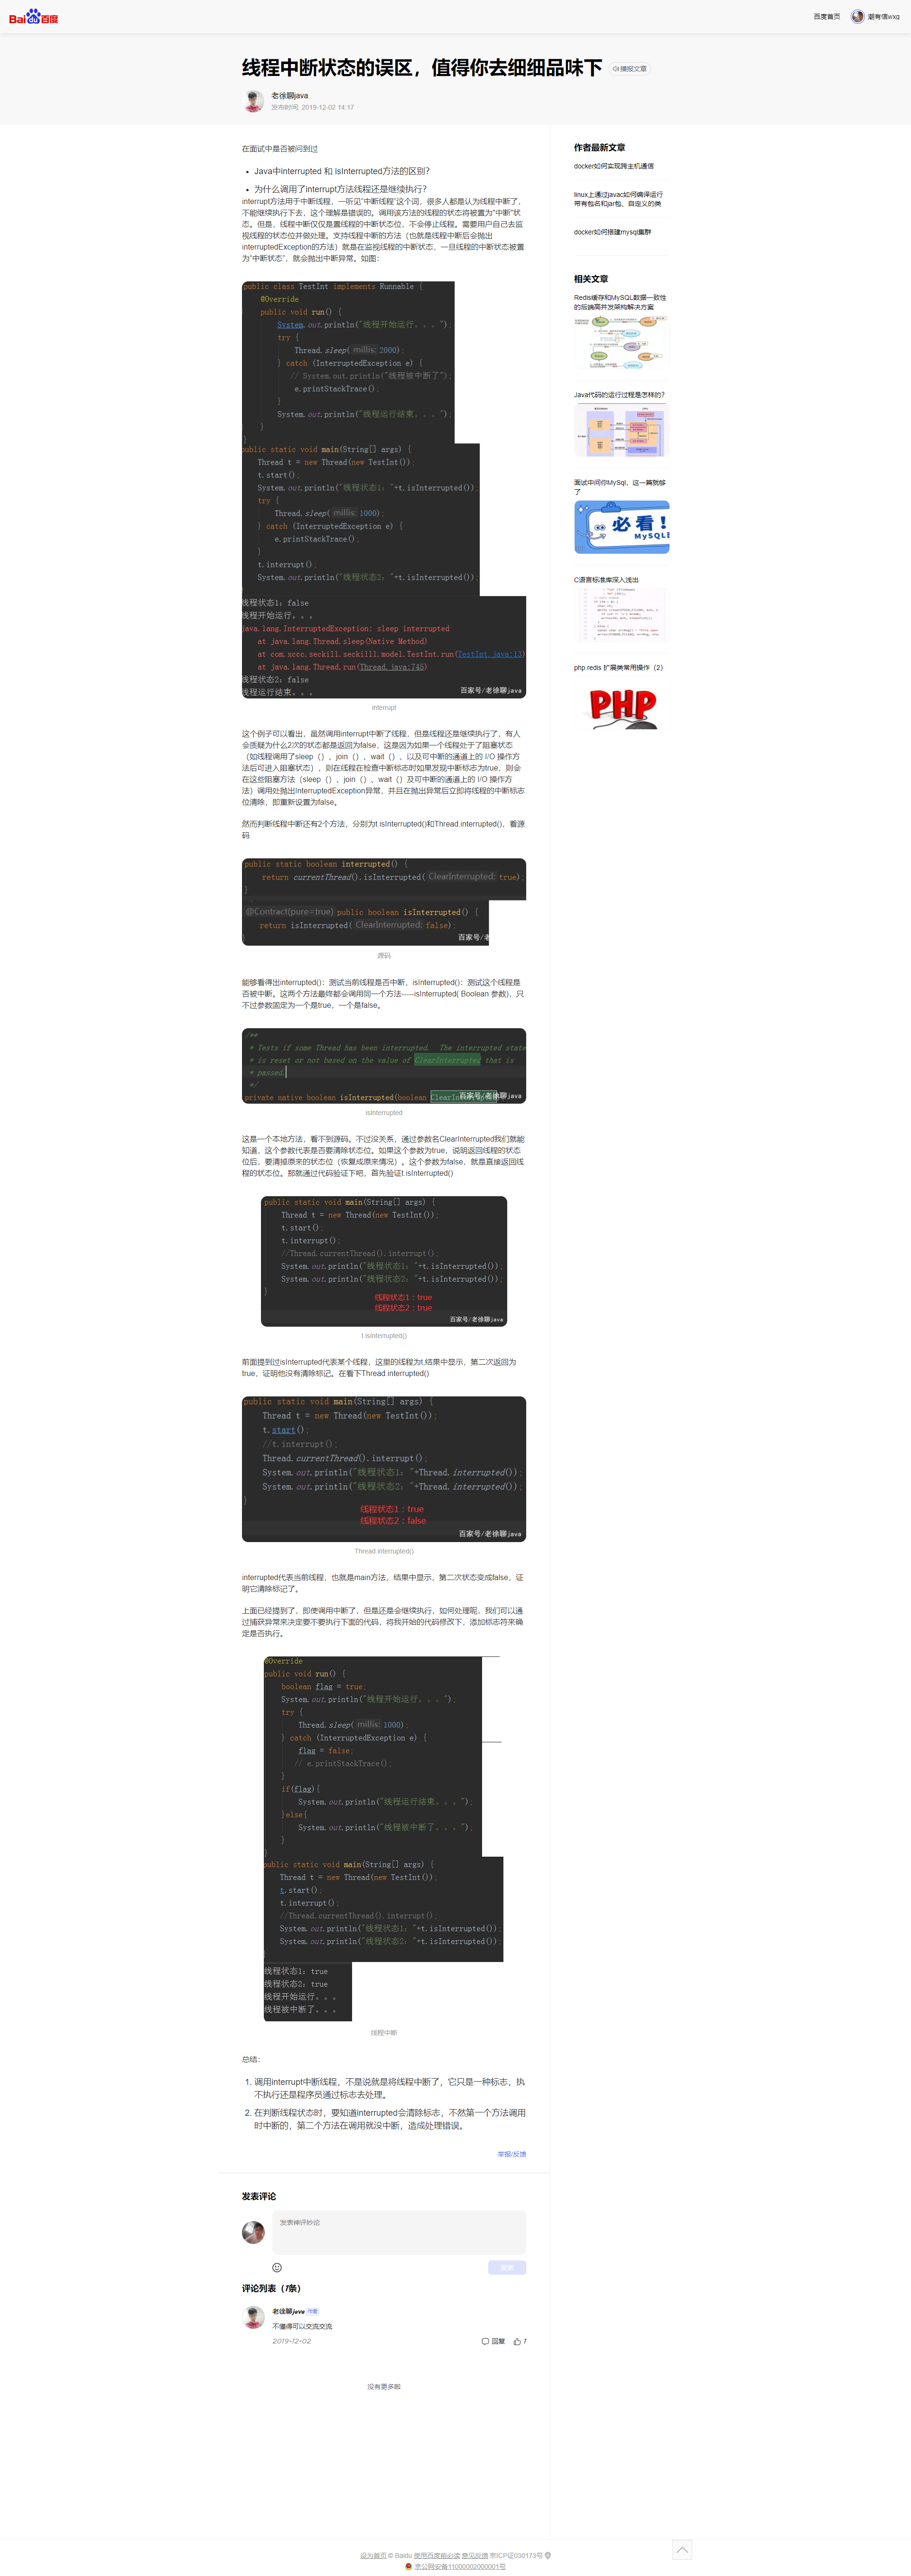 Bai百度
百度首页
潮有信wxg
线程中断状态的误区，值得你去细细品味下
播报文章
老徐聊java
发布时间: 2019-12-02 14:17
在面试中是否被问到过
Java中Interrupted 和 isInterrupted方法的区别?
为什么调用了interrupt方法线程还是继续执行?
interrupt方法用于中断线程，一听见"中断线程"这个词，很多人都是认为线程中断了，
不能继续执行下去，这个理解是错误的。调用该方法的线程的状态将被置为"中断"状
态。但是，线程中断仅仅是置线程的中断状态位，不会停止线程。需要用户自己去监
视线程的状态位并做处理。支持线程中断的方法（也就是线程中断后会抛出
interruptedException的方法）就是在监视线程的中断状态，一旦线程的中断状态被置
为"中断状态"，就会抛出中断异常。如图：
public class TestInt implements Runnable {
@Override
public void run() {
System.out.println("线程开始运行。。。");
try {
Thread.sleep( millis: 2000);
} catch (InterruptedException e) {
// System.out.println("线程被中断了");
e.printStackTrace();
}
System.out.println("线程运行结束。。。");
}
}
public static void main(String[] args) {
Thread t = new Thread(new TestInt());
t.start();
System.out.println("线程状态1："+t.isInterrupted());
try {
Thread.sleep( millis: 1000);
} catch (InterruptedException e) {
e.printStackTrace();
}
t.interrupt();
System.out.println("线程状态2："+t.isInterrupted());
}
线程状态1：false
线程开始运行。。。
java.lang.InterruptedException: sleep interrupted
at java.lang.Thread.sleep(Native Method)
at com.xccc.seckill.seckill1.model.TestInt.run(TestInt.java:13)
at java.lang.Thread.run(Thread.java:745)
线程状态2：false
线程运行结束。。。
百家号/老徐聊java
interrupt
这个例子可以看出，虽然调用interrupt中断了线程，但是线程还是继续执行了，有人
会质疑为什么2次的状态都是返回为false，这是因为如果一个线程处于了阻塞状态
（如线程调用了sleep（）、join（）、wait（）、以及可中断的通道上的 I/O 操作方
法后可进入阻塞状态），则在线程在检查中断标志时如果发现中断标志为true，则会
在这些阻塞方法（sleep（）、join（）、wait（）及可中断的通道上的 I/O 操作方
法）调用处抛出InterruptedException异常，并且在抛出异常后立即将线程的中断标志
位清除，即重新设置为false。
然而判断线程中断还有2个方法，分别为t.isInterrupted()和Thread.interrupted()，看源
码
public static boolean interrupted() {
return currentThread().isInterrupted( ClearInterrupted: true);
}
@Contract(pure=true) public boolean isInterrupted() {
return isInterrupted( ClearInterrupted: false);
}
百家号/老
源码
能够看得出interrupted()：测试当前线程是否中断，isInterrupted()：测试这个线程是
否被中断。这两个方法最终都会调用同一个方法-----isInterrupted( Boolean 参数)，只
不过参数固定为一个是true，一个是false。
/**
* Tests if some Thread has been interrupted. The interrupted state
* is reset or not based on the value of ClearInterrupted that is
* passed.
*/
private native boolean isInterrupted(boolean ClearInterrupted
百家号/老徐聊java
isInterrupted
这是一个本地方法，看不到源码。不过没关系，通过参数名ClearInterrupted我们就能
知道，这个参数代表是否要清除状态位。如果这个参数为true，说明返回线程的状态
位后，要清掉原来的状态位（恢复成原来情况）。这个参数为false，就是直接返回线
程的状态位。那就通过代码验证下吧，首先验证t.isInterrupted()
public static void main(String[] args) {
Thread t = new Thread(new TestInt());
t.start();
t.interrupt();
//Thread.currentThread().interrupt();
System.out.println("线程状态1："+t.isInterrupted());
System.out.println("线程状态2："+t.isInterrupted());
}
线程状态1：true
线程状态2：true
百家号/老徐聊java
t.isInterrupted()
前面提到过isInterrupted代表某个线程，这里的线程为t,结果中显示，第二次返回为
true，证明他没有清除标记。在看下Thread.interrupted()
public static void main(String[] args) {
Thread t = new Thread(new TestInt());
t.start();
//t.interrupt();
Thread.currentThread().interrupt();
System.out.println("线程状态1："+Thread.interrupted());
System.out.println("线程状态2："+Thread.interrupted());
}
线程状态1：true
线程状态2：false
百家号/老徐聊java
Thread.interrupted()
interrupted代表当前线程，也就是main方法，结果中显示，第二次状态变成false，证
明它清除标记了。
上面已经提到了，即使调用中断了，但是还是会继续执行，如何处理呢，我们可以通
过捕获异常来决定要不要执行下面的代码，将我开始的代码修改下，添加标志符来确
定是否执行。
@Override
public void run() {
boolean flag = true;
System.out.println("线程开始运行。。。");
try {
Thread.sleep( millis: 1000);
} catch (InterruptedException e) {
flag = false;
// e.printStackTrace();
}
if(flag){
System.out.println("线程运行结束。。。");
}else{
System.out.println("线程被中断了。。。");
}
}
public static void main(String[] args) {
Thread t = new Thread(new TestInt());
t.start();
t.interrupt();
//Thread.currentThread().interrupt();
System.out.println("线程状态1："+t.isInterrupted());
System.out.println("线程状态2："+t.isInterrupted());
}
线程状态1：true
线程状态2：true
线程开始运行。。。
线程被中断了。。。
线程中断
总结：
1. 调用interrupt中断线程，不是说就是将线程中断了，它只是一种标志，执
不执行还是程序员通过标志去处理。
2. 在判断线程状态时，要知道interrupted会清除标志，不然第一个方法调用
时中断的，第二个方法在调用就没中断，造成处理错误。
举报/反馈
发表评论
发表神评妙论
发表
评论列表（1条）
老徐聊java 作者
不懂得可以交流交流
2019-12-02
回复
1
没有更多啦
作者最新文章
docker如何实现跨主机通信
linux上通过javac如何编译运行
带有包名和jar包、自定义的类
docker如何搭建mysql集群
相关文章
Redis缓存和MySQL数据一致性
的后端高并发架构解决方案
Java代码的运行过程是怎样的?
面试中问你MySql，这一篇就够
了
必看!
MySQL
C语言标准库深入浅出
php redis 扩展类常用操作（2）
PHP
设为首页 © Baidu 使用百度前必读 意见反馈 京ICP证030173号
京公网安备11000002000001号